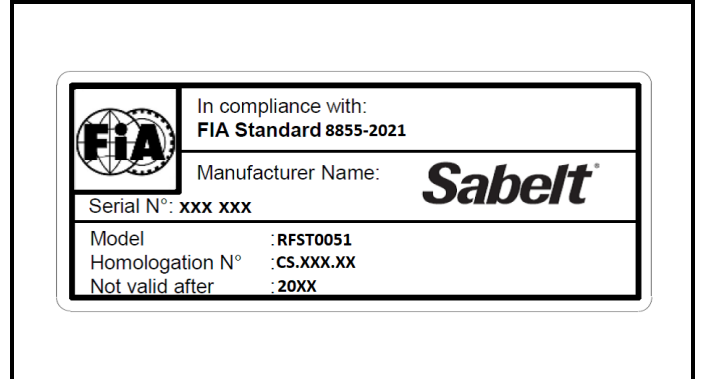 FiA
In compliance with:
FIA Standard 8855-2021
Manufacturer Name:
Sabelt
Serial N°: XXX XXX
Model :RFST0051
Homologation N° :CS.XXX.XX
Not valid after :20XX